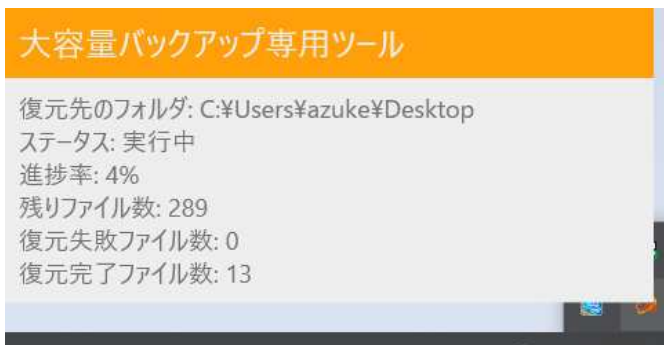 大容量バックアップ専用ツール
復元先のフォルダ: C:¥Users¥azuke¥Desktop
ステータス: 実行中
進捗率: 4%
残りファイル数: 289
復元失敗ファイル数: 0
復元完了ファイル数: 13